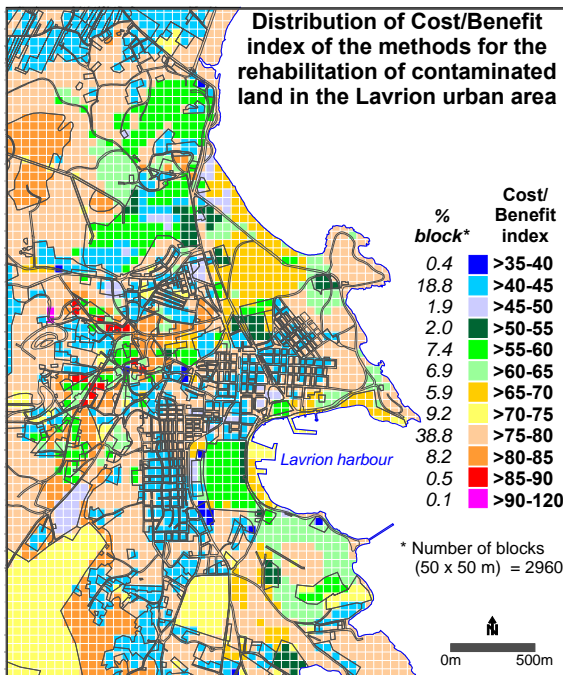 Distribution of Cost/Benefit
index of the methods for the
rehabilitation of contaminated
land in the Lavrion urban area
% block* Cost/ Benefit index
0.4 >35-40
18.8 >40-45
1.9 >45-50
2.0 >50-55
7.4 >55-60
6.9 >60-65
5.9 >65-70
9.2 >70-75
38.8 >75-80
8.2 >80-85
0.5 >85-90
0.1 >90-120
Lavrion harbour
* Number of blocks
(50 x 50 m) = 2960
N
0m 500m